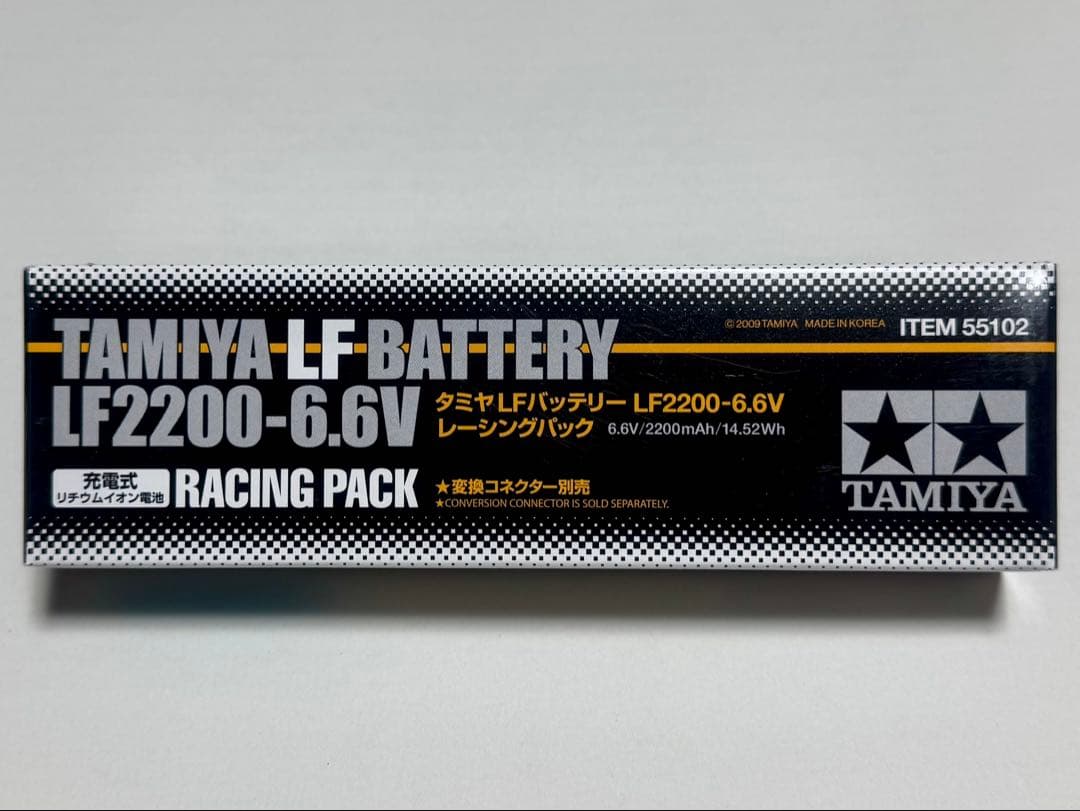 TAMIYA LF BATTERY
© 2009 TAMIYA MADE IN KOREA
ITEM 55102
LF2200-6.6V
タミヤ LFバッテリー LF2200-6.6V
レーシングパック 6.6V/2200mAh/14.52Wh
充電式
リチウムイオン電池
RACING PACK
★変換コネクター別売
★CONVERSION CONNECTOR IS SOLD SEPARATELY.
TAMIYA